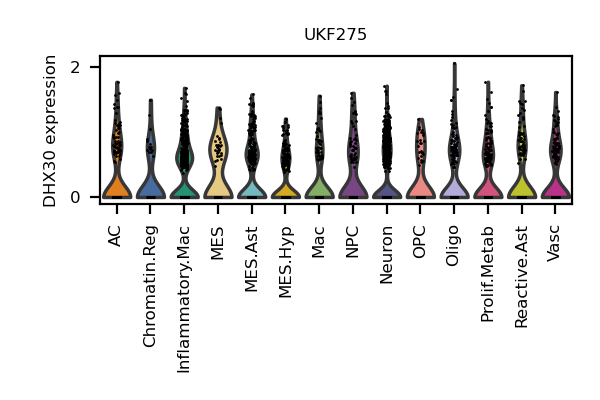 UKF275
DHX30 expression
2
0
AC
Chromatin.Reg
Inflammatory.Mac
MES
MES.Ast
MES.Hyp
Mac
NPC
Neuron
OPC
Oligo
Prolif.Metab
Reactive.Ast
Vasc